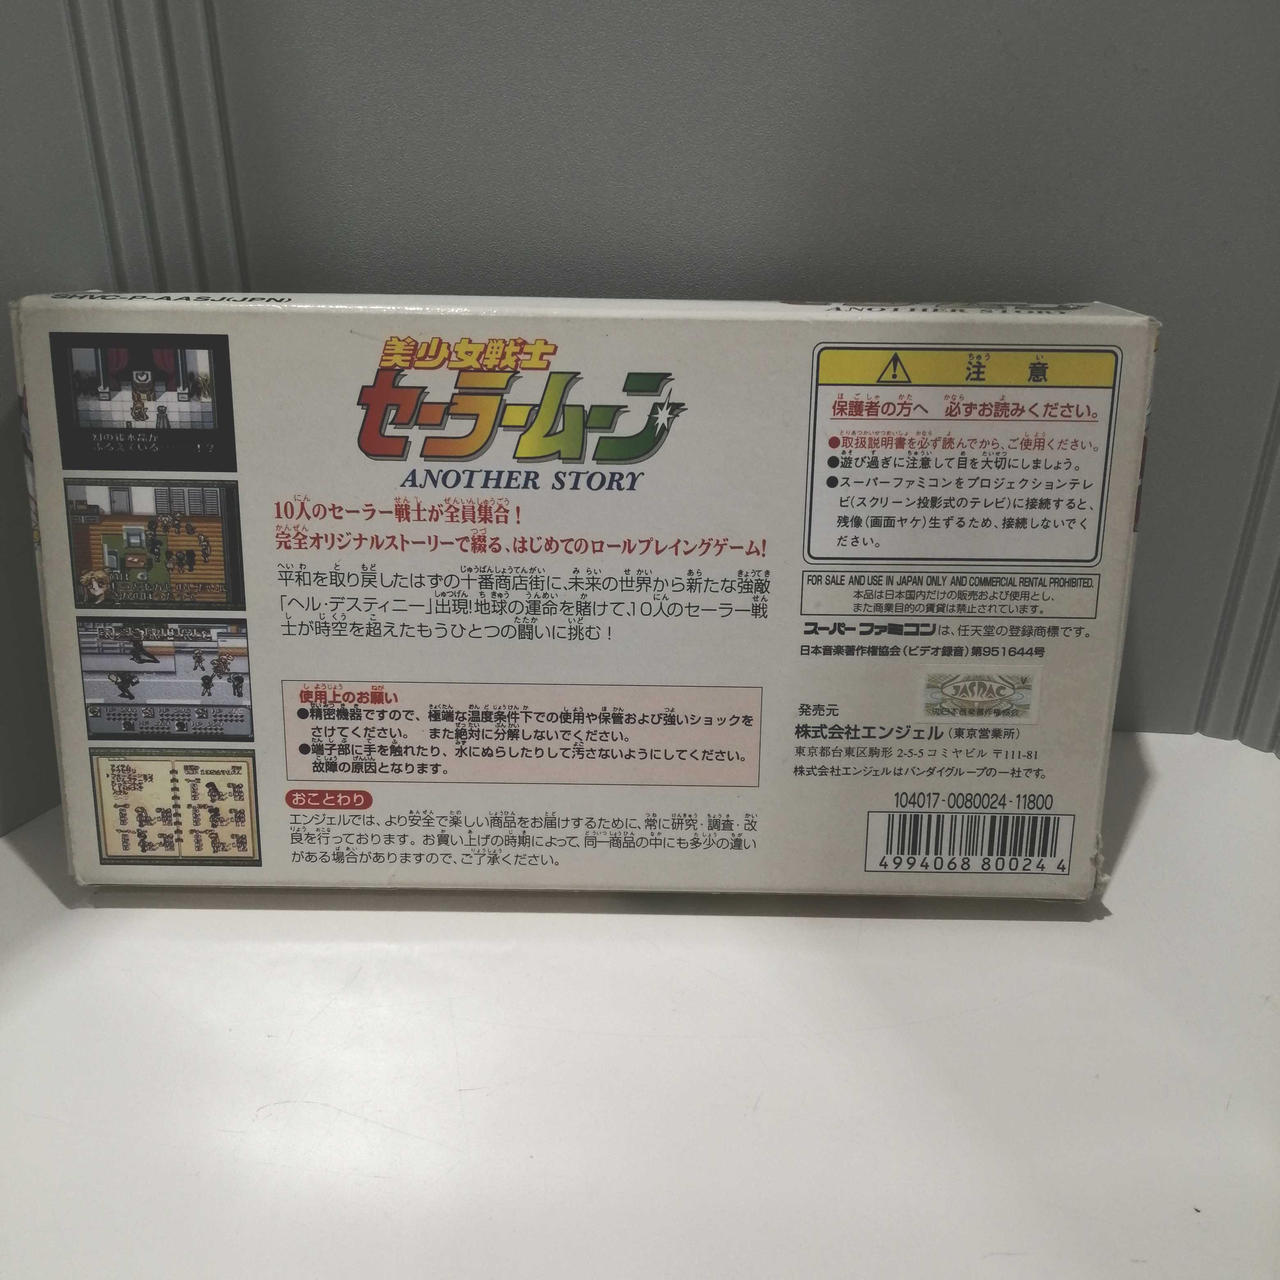 SHVC-P-AASJ(JPN)
ANOTHER STORY
美少女戦士
セーラームーン
ANOTHER STORY
10人のセーラー戦士が全員集合！
完全オリジナルストーリーで綴る、はじめてのロールプレイングゲーム！
平和を取り戻したはずの十番商店街に、未来の世界から新たな強敵
「ヘル・デスティニー」出現！地球の運命を賭けて、10人のセーラー戦
士が時空を超えたもうひとつの闘いに挑む！
使用上のお願い
●精密機器ですので、極端な温度条件下での使用や保管および強いショックを
さけてください。また絶対に分解しないでください。
●端子部に手を触れたり、水にぬらしたりして汚さないようにしてください。
故障の原因となります。
おことわり
エンジェルでは、より安全で楽しい商品をお届けするために、常に研究・調査・改
良を行っております。お買い上げの時期によって、同一商品の中にも多少の違い
がある場合がありますので、ご了承ください。
注意
保護者の方へ 必ずお読みください。
●取扱説明書を必ず読んでから、ご使用ください。
●遊び過ぎに注意して目を大切にしましょう。
●スーパーファミコンをプロジェクションテレ
ビ(スクリーン投影式のテレビ)に接続すると、
残像(画面ヤケ)生ずるため、接続しないでく
ださい。
FOR SALE AND USE IN JAPAN ONLY AND COMMERCIAL RENTAL PROHIBITED.
本品は日本国内だけの販売および使用とし、
また商業目的の賃貸は禁止されています。
スーパーファミコンは、任天堂の登録商標です。
日本音楽著作権協会(ビデオ録音)第951644号
JASRAC
発売元
株式会社エンジェル(東京営業所)
東京都台東区駒形 2-5-5 コミヤビル 〒111-81
株式会社エンジェルはバンダイグループの一社です。
104017-0080024-11800
4994068 80024 4